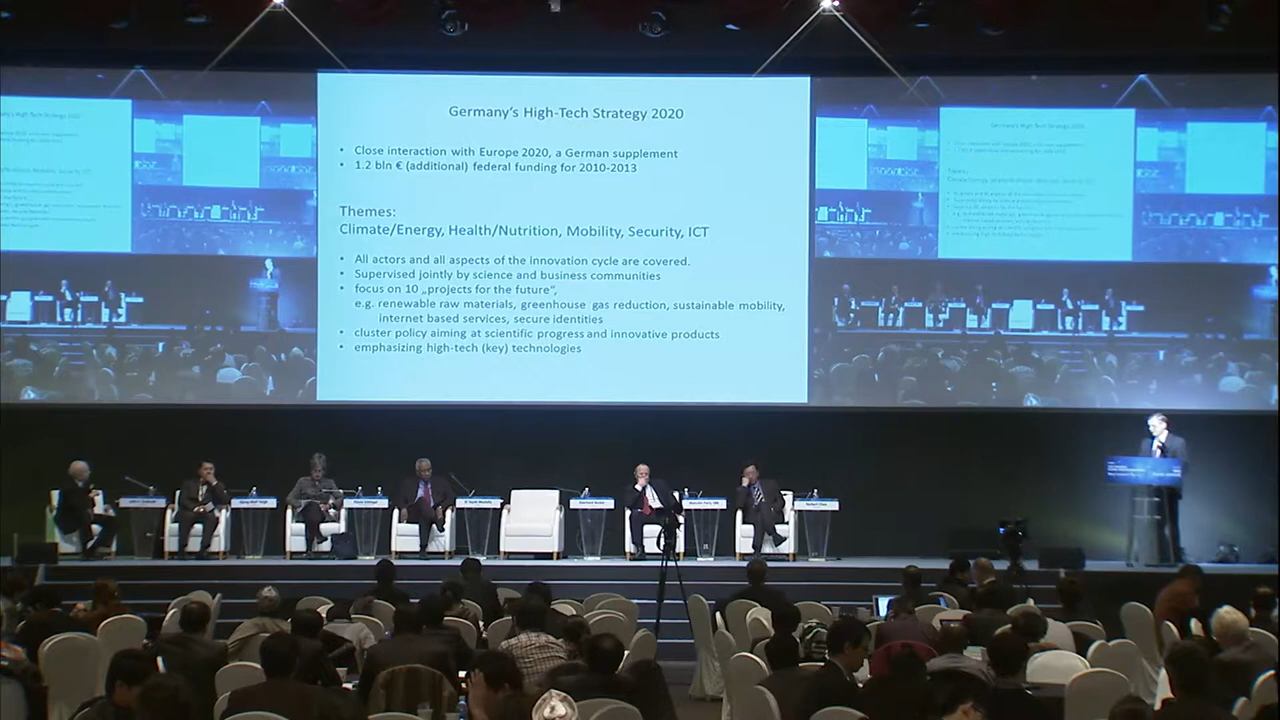 Germany's High-Tech Strategy 2020
• Close interaction with Europe 2020, a German supplement
• 1.2 bln € (additional) federal funding for 2010-2013
Themes:
Climate/Energy, Health/Nutrition, Mobility, Security, ICT
• All actors and all aspects of the innovation cycle are covered.
• Supervised jointly by science and business communities
• focus on 10 „projects for the future“,
e.g. renewable raw materials, greenhouse gas reduction, sustainable mobility,
internet based services, secure identities
• cluster policy aiming at scientific progress and innovative products
• emphasizing high-tech (key) technologies